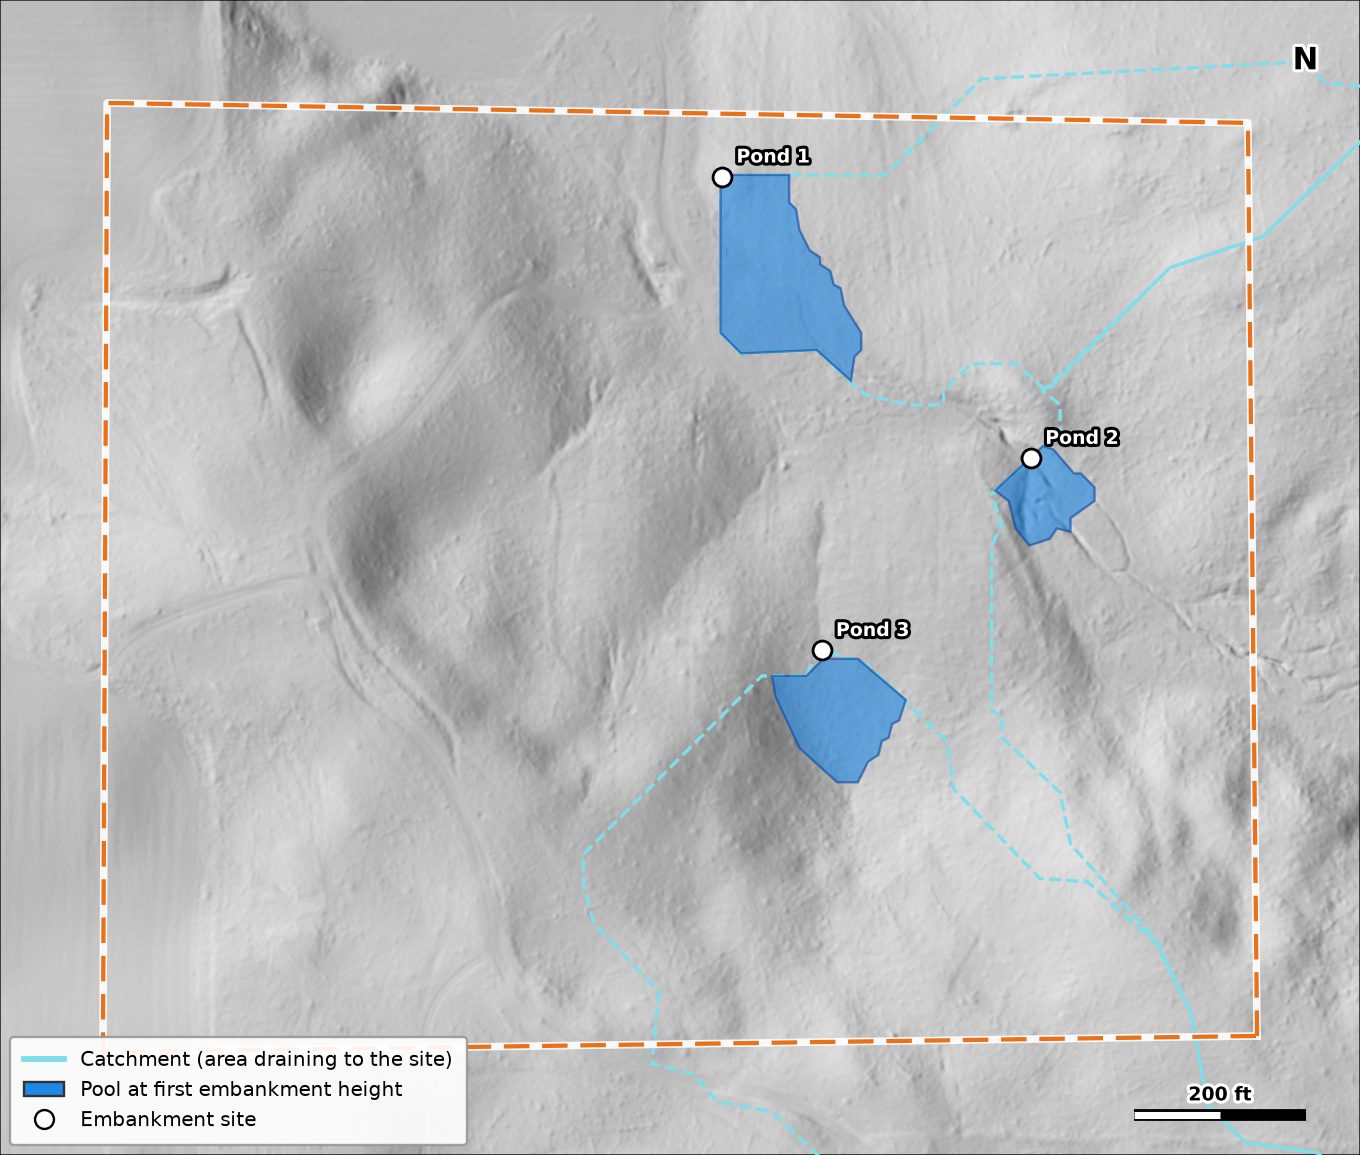 N
Pond 1
Pond 2
Pond 3
Catchment (area draining to the site)
Pool at first embankment height
Embankment site
200 ft